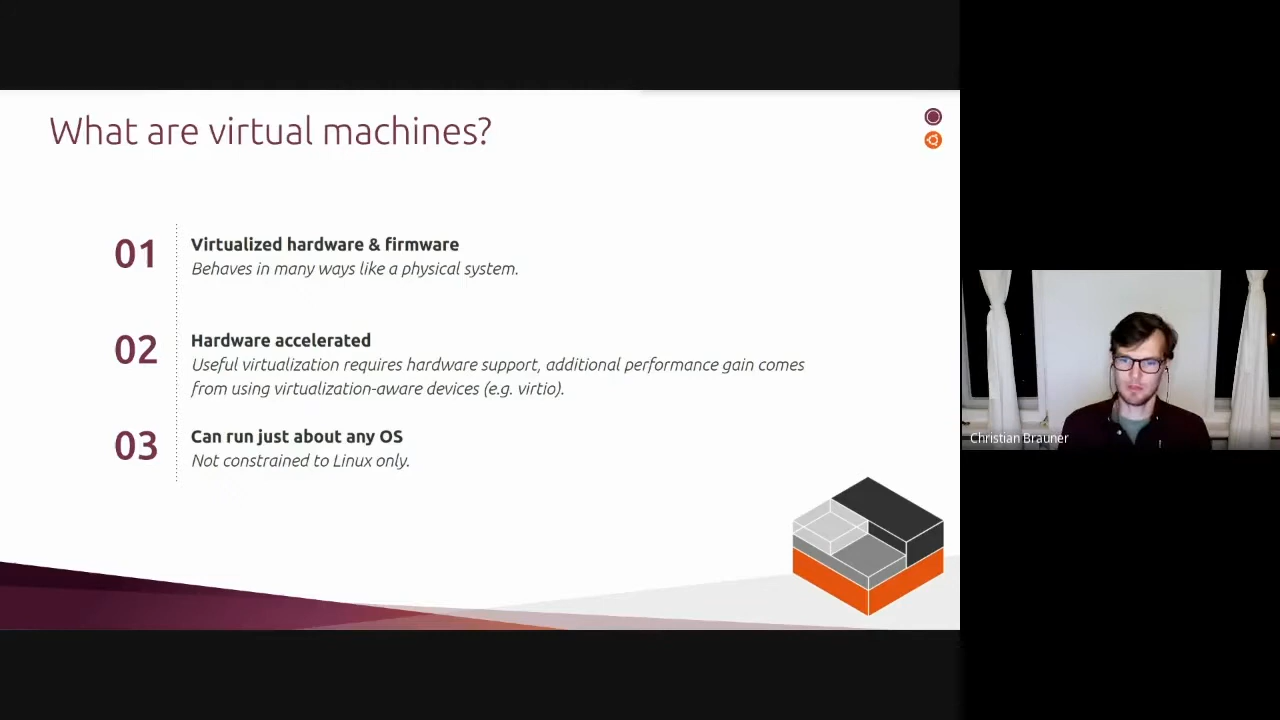 What are virtual machines?
01
Virtualized hardware & firmware
Behaves in many ways like a physical system.
02
Hardware accelerated
Useful virtualization requires hardware support, additional performance gain comes
from using virtualization-aware devices (e.g. virtio).
03
Can run just about any OS
Not constrained to Linux only.
Christian Brauner